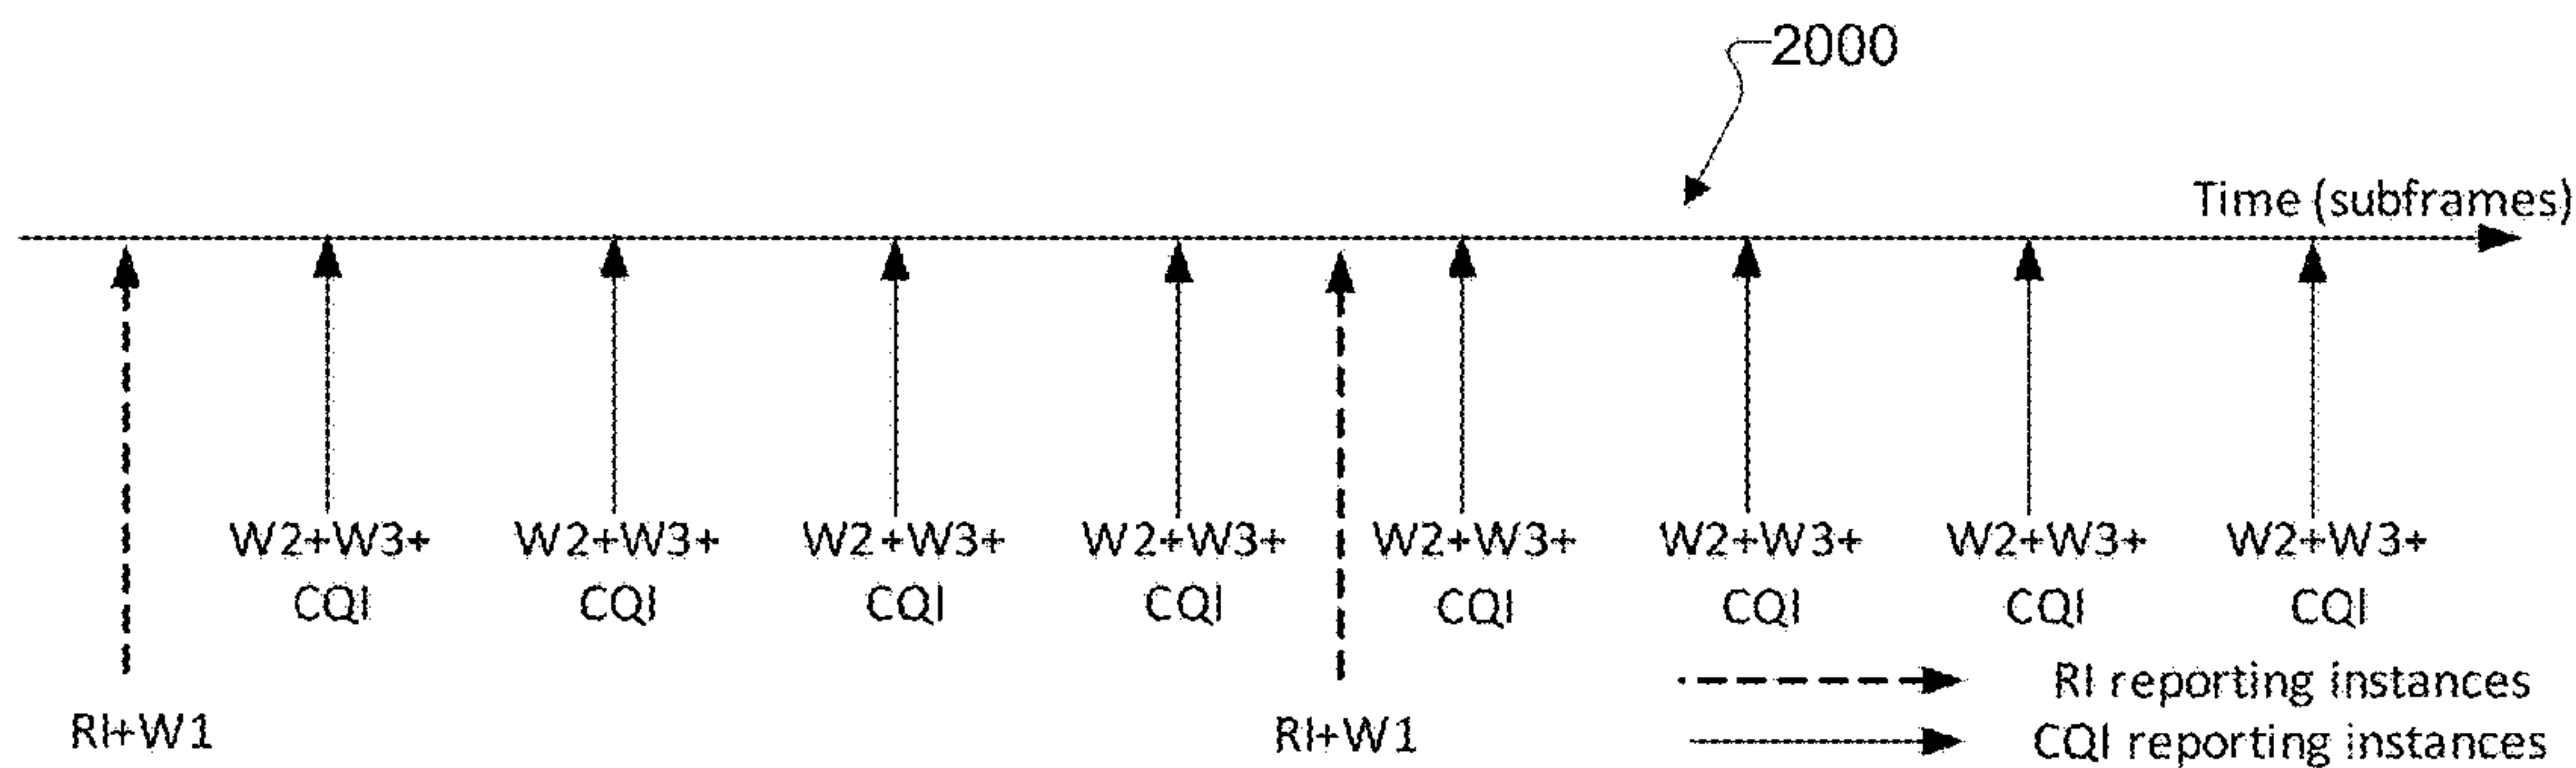 2000
Time (subframes)
W2+W3+ W2+W3+ W2+W3+ W2+W3+ W2+W3+ W2+W3+ W2+W3+ W2+W3+
CQI CQI CQI CQI CQI CQI CQI CQI
RI reporting instances
RI+W1 RI+W1
CQI reporting instances